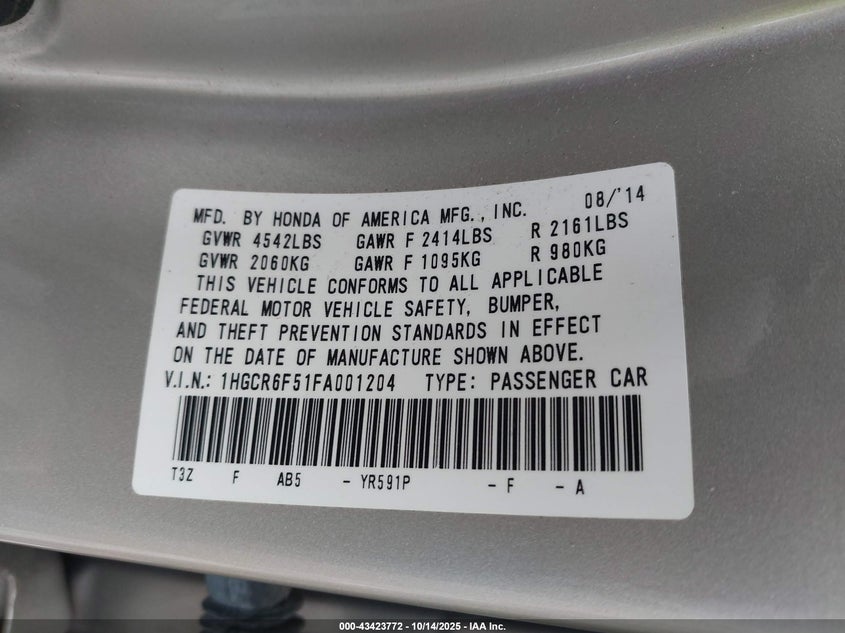 MFD. BY HONDA OF AMERICA MFG., INC. 08/'14
GVWR 4542LBS GAWR F 2414LBS R 2161LBS
GVWR 2060KG GAWR F 1095KG R 980KG
THIS VEHICLE CONFORMS TO ALL APPLICABLE
FEDERAL MOTOR VEHICLE SAFETY, BUMPER,
AND THEFT PREVENTION STANDARDS IN EFFECT
ON THE DATE OF MANUFACTURE SHOWN ABOVE.
V.I.N.: 1HGCR6F51FA001204 TYPE: PASSENGER CAR
T3Z F AB5 - YR591P - F - A
000-43423772 - 10/14/2025 - IAA Inc.